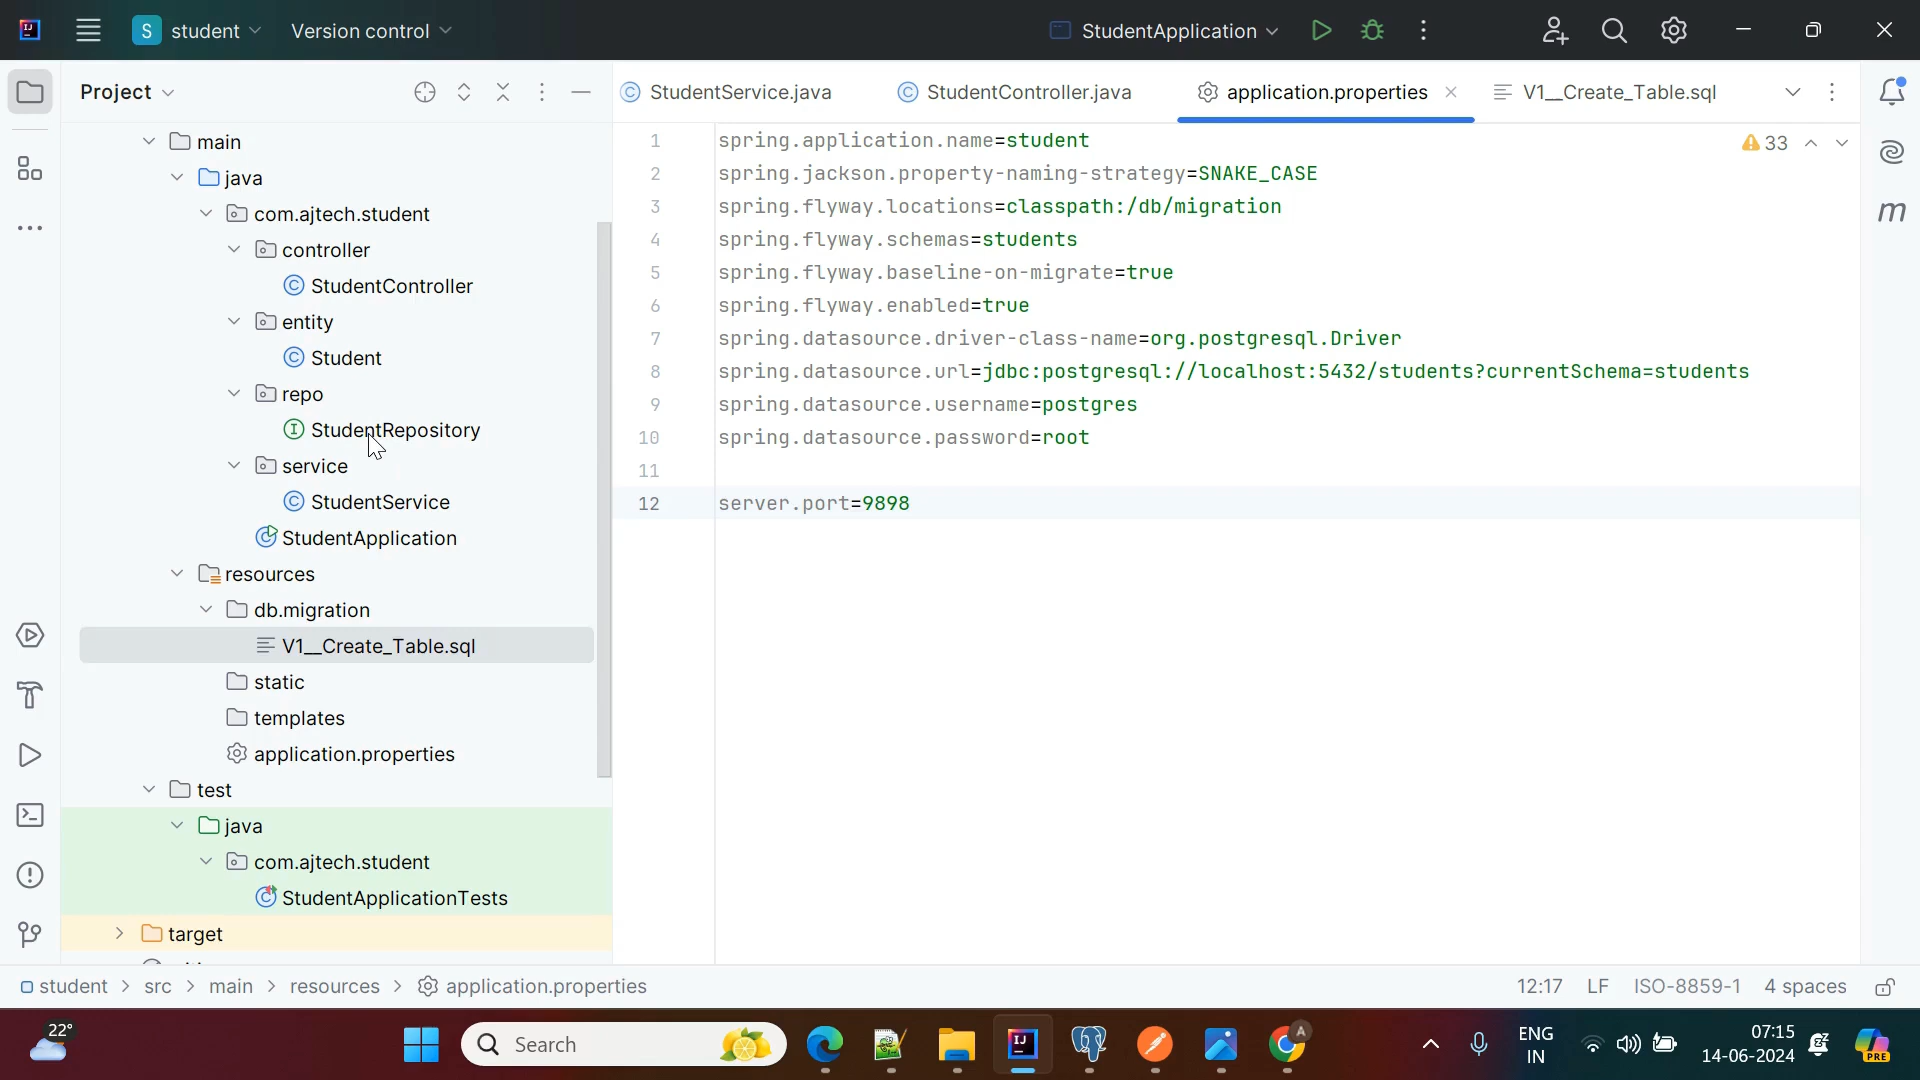 S student
Version control
StudentApplication
Project
StudentService.java
StudentController.java
application.properties
V1__Create_Table.sql
main
java
com.ajtech.student
controller
StudentController
entity
Student
repo
StudentRepository
service
StudentService
StudentApplication
resources
db.migration
V1__Create_Table.sql
static
templates
application.properties
test
java
com.ajtech.student
StudentApplicationTests
target
1 spring.application.name=student
2 spring.jackson.property-naming-strategy=SNAKE_CASE
3 spring.flyway.locations=classpath:/db/migration
4 spring.flyway.schemas=students
5 spring.flyway.baseline-on-migrate=true
6 spring.flyway.enabled=true
7 spring.datasource.driver-class-name=org.postgresql.Driver
8 spring.datasource.url=jdbc:postgresql://localhost:5432/students?currentSchema=students
9 spring.datasource.username=postgres
10 spring.datasource.password=root
11
12 server.port=9898
33
m
student > src > main > resources > application.properties
12:17 LF ISO-8859-1 4 spaces
22°
Search
IJ
A
ENG
IN
07:15
14-06-2024
PRE